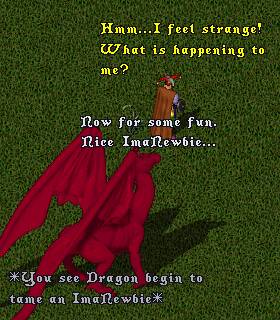 Hmm...I feel strange!
What is happening to
me?
Now for some fun.
Nice ImaNewbie...
*You see Dragon begin to
tame an ImaNewbie*